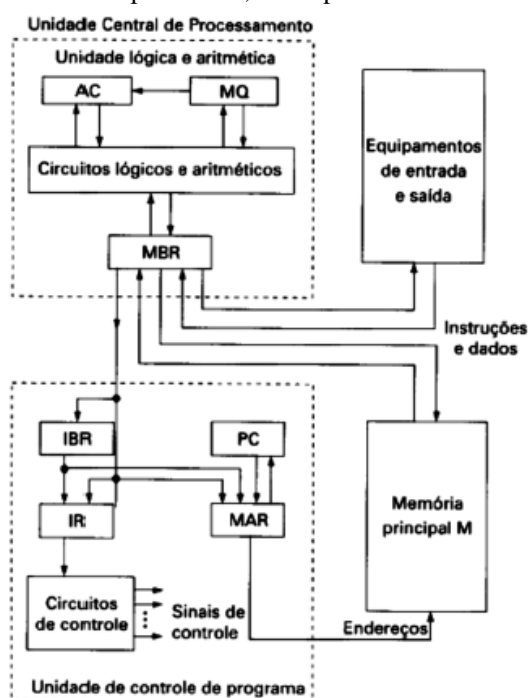 Unidade Central de Processamento
Unidade lógica e aritmética
AC
MQ
Circuitos lógicos e aritméticos
MBR
Equipamentos
de entrada
e saída
Instruções
e dados
IBR
PC
IR
MAR
Memória
principal M
Circuitos
de controle
Sinais de
controle
Endereços
Unidade de controle de programa